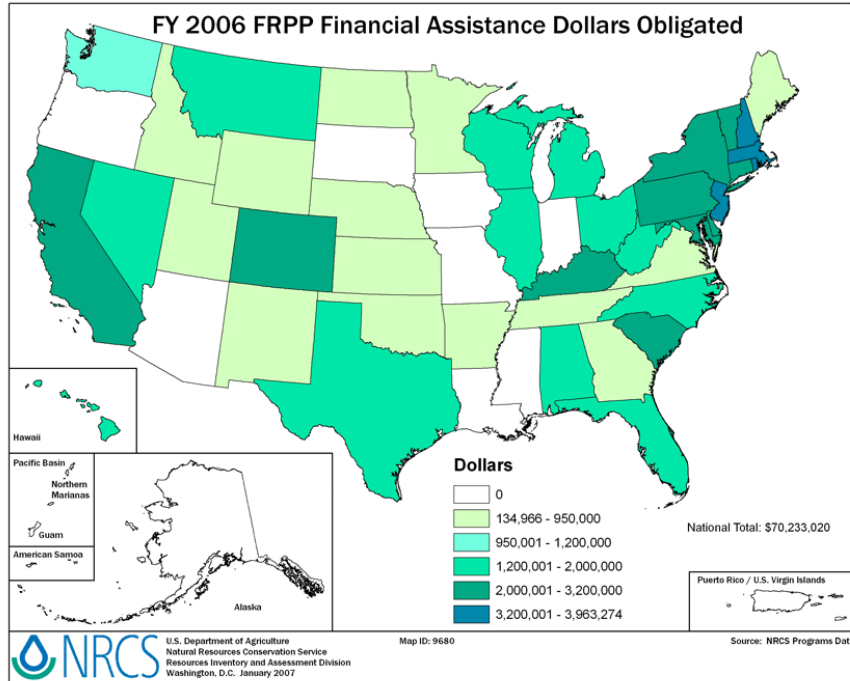 FY 2006 FRPP Financial Assistance Dollars Obligated
Hawaii
Pacific Basin
Northern
Marianas
Guam
American Samoa
Alaska
Dollars
0
134,966 - 950,000
950,001 - 1,200,000
1,200,001 - 2,000,000
2,000,001 - 3,200,000
3,200,001 - 3,963,274
National Total: $70,233,020
Puerto Rico / U.S. Virgin Islands
NRCS
U.S. Department of Agriculture
Natural Resources Conservation Service
Resources Inventory and Assessment Division
Washington, D.C. January 2007
Map ID: 9680
Source: NRCS Programs Dat